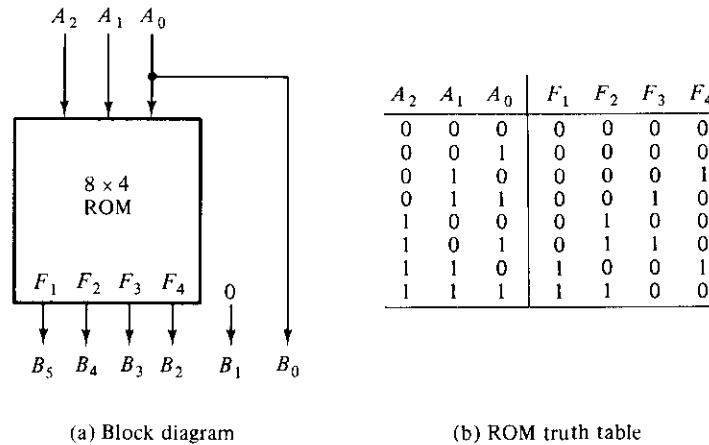 A2 A1 A0
8 × 4
ROM
F1 F2 F3 F4 0
B5 B4 B3 B2 B1 B0
(a) Block diagram
A2 A1 A0 F1 F2 F3 F4
0 0 0 0 0 0 0
0 0 1 0 0 0 0
0 1 0 0 0 0 1
0 1 1 0 0 1 0
1 0 0 0 1 0 0
1 0 1 0 1 1 0
1 1 0 1 0 0 1
1 1 1 1 1 0 0
(b) ROM truth table